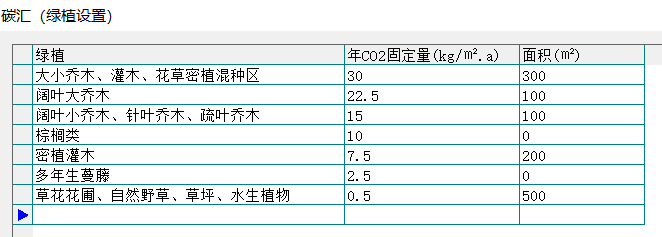 碳汇（绿植设置）
绿植 年CO2固定量(kg/㎡.a) 面积(㎡)
大小乔木、灌木、花草密植混种区 30 300
阔叶大乔木 22.5 100
阔叶小乔木、针叶乔木、疏叶乔木 15 100
棕榈类 10 0
密植灌木 7.5 200
多年生蔓藤 2.5 0
草花花圃、自然野草、草坪、水生植物 0.5 500